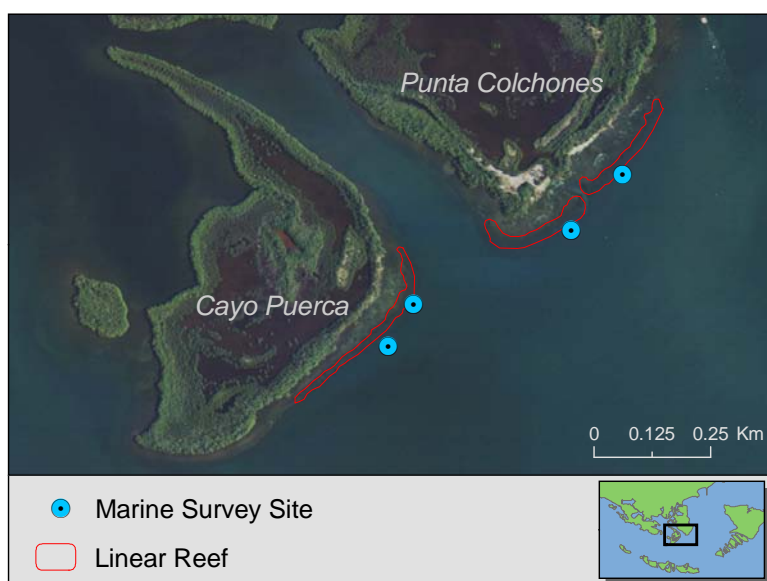 Punta Colchones
Cayo Puerca
0 0.125 0.25 Km
Marine Survey Site
Linear Reef